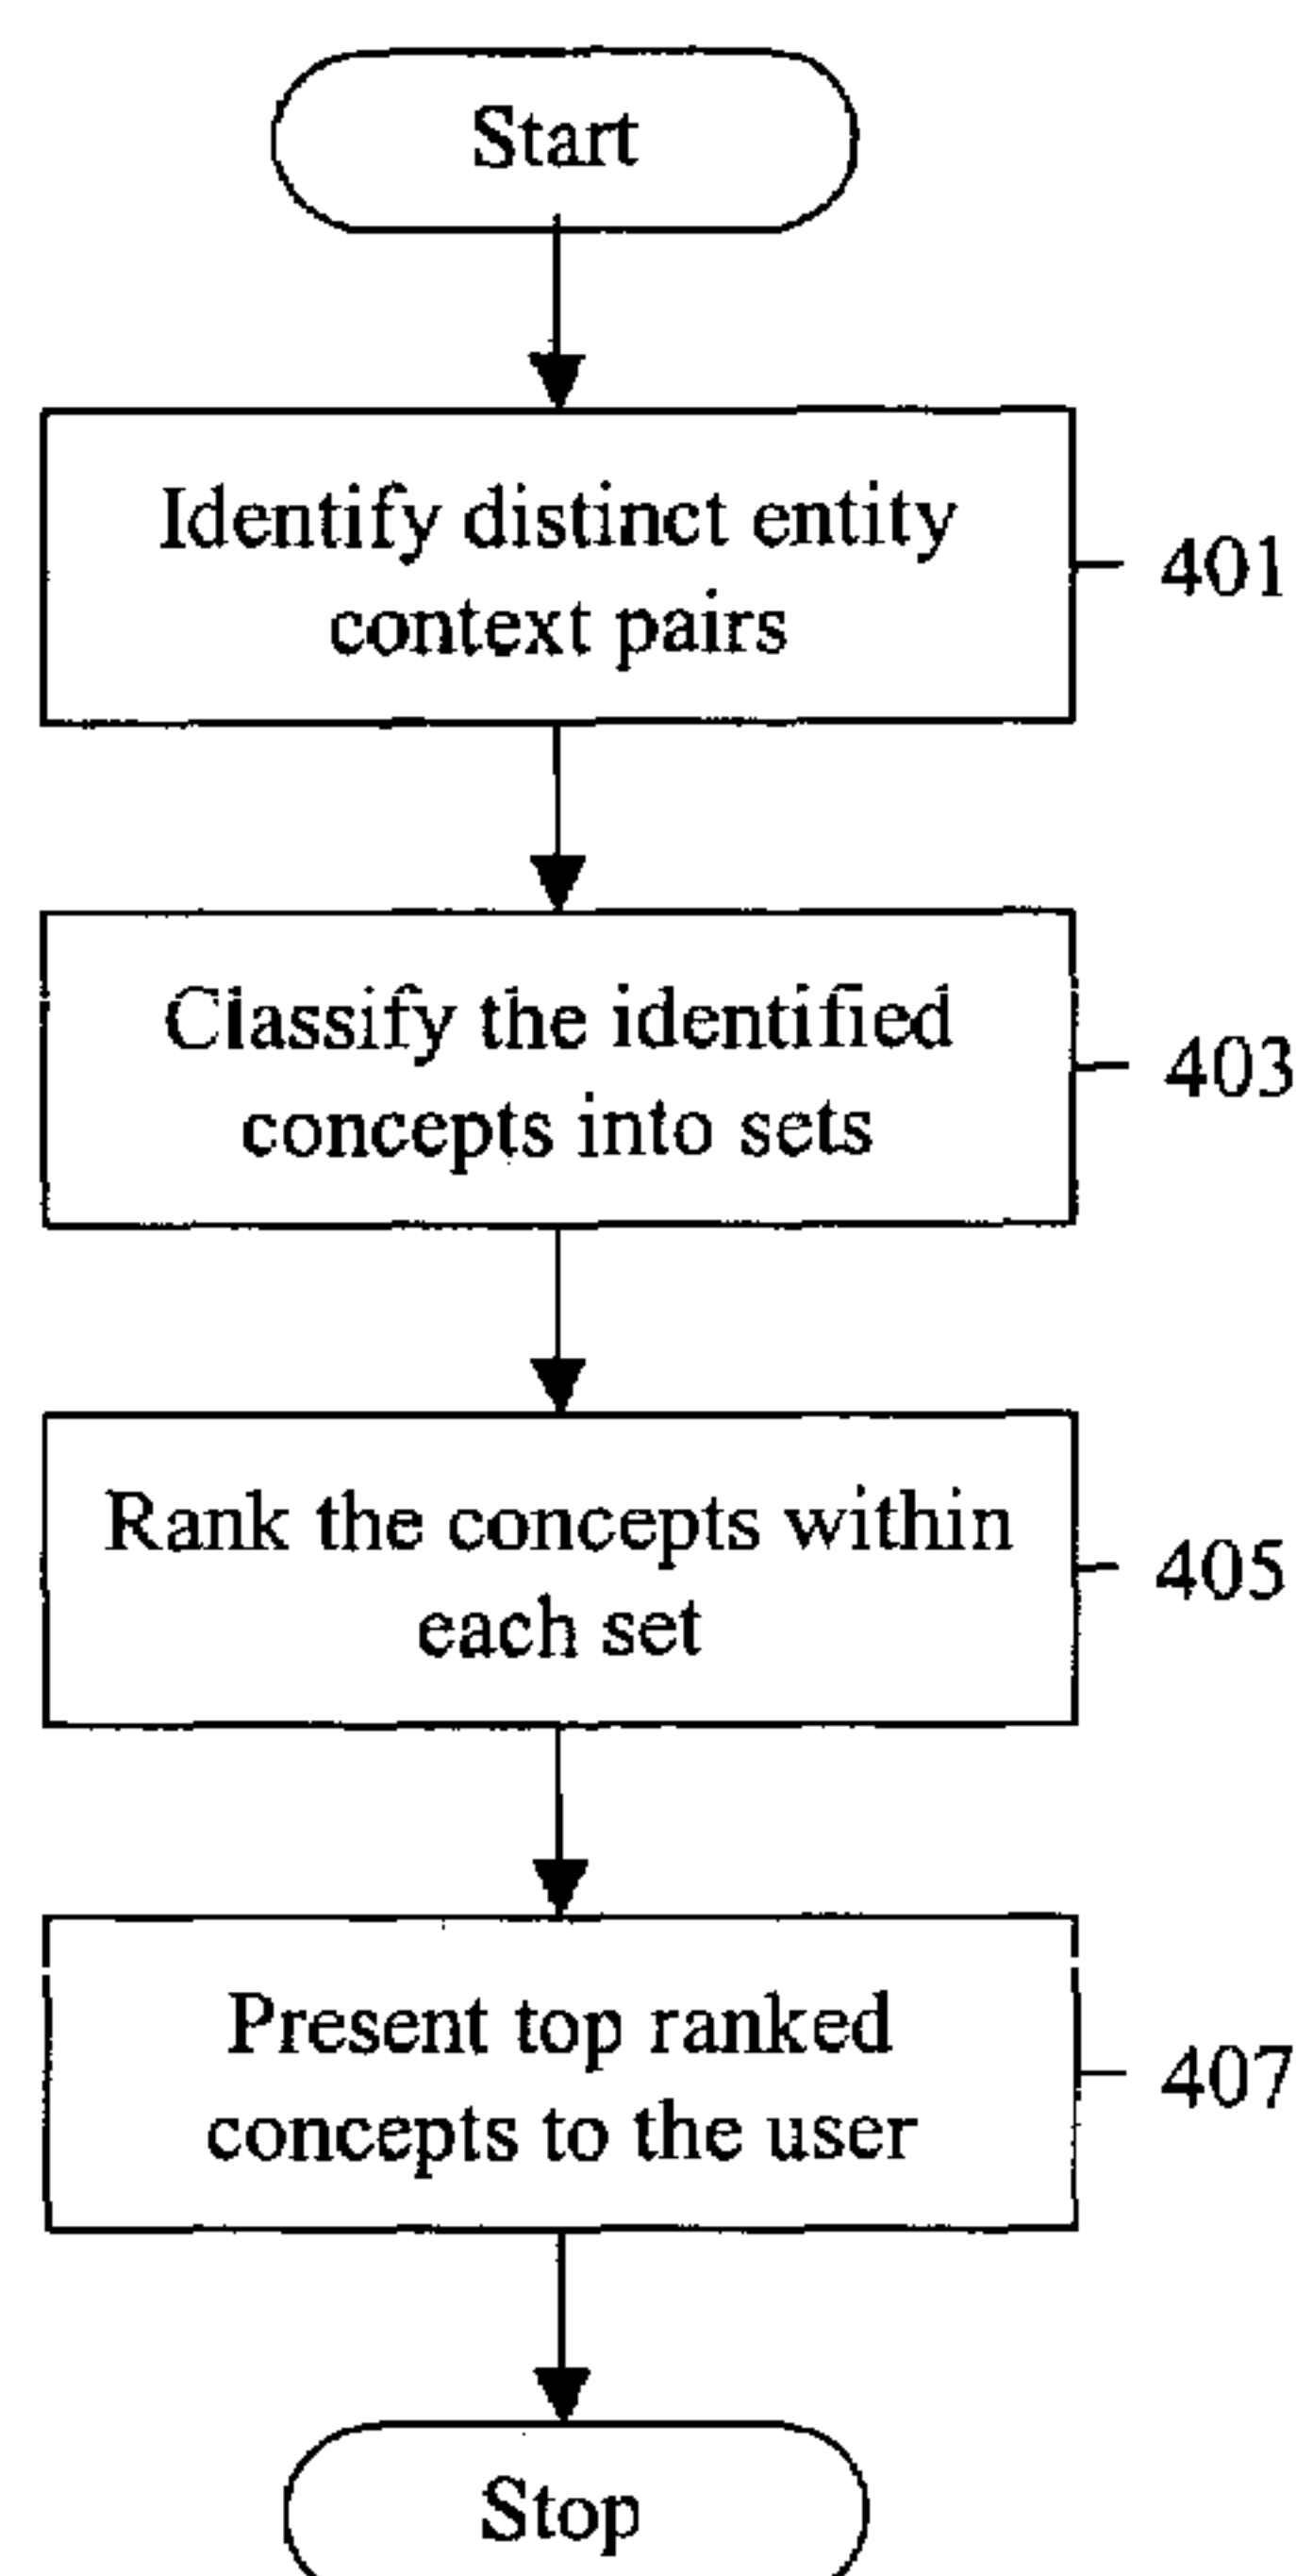 Start
Identify distinct entity
context pairs
401
Classify the identified
concepts into sets
403
Rank the concepts within
each set
405
Present top ranked
concepts to the user
407
Stop